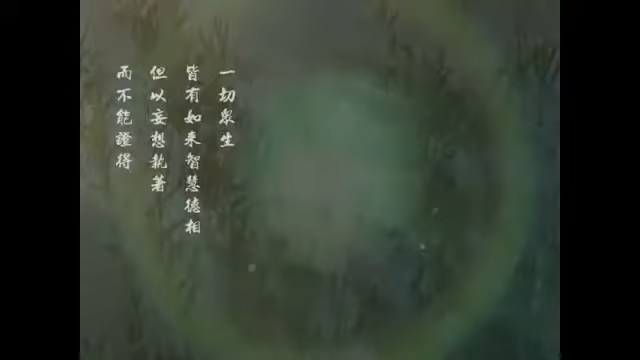 一切眾生
皆有如来智慧德相
但以妄想執著
而不能證得